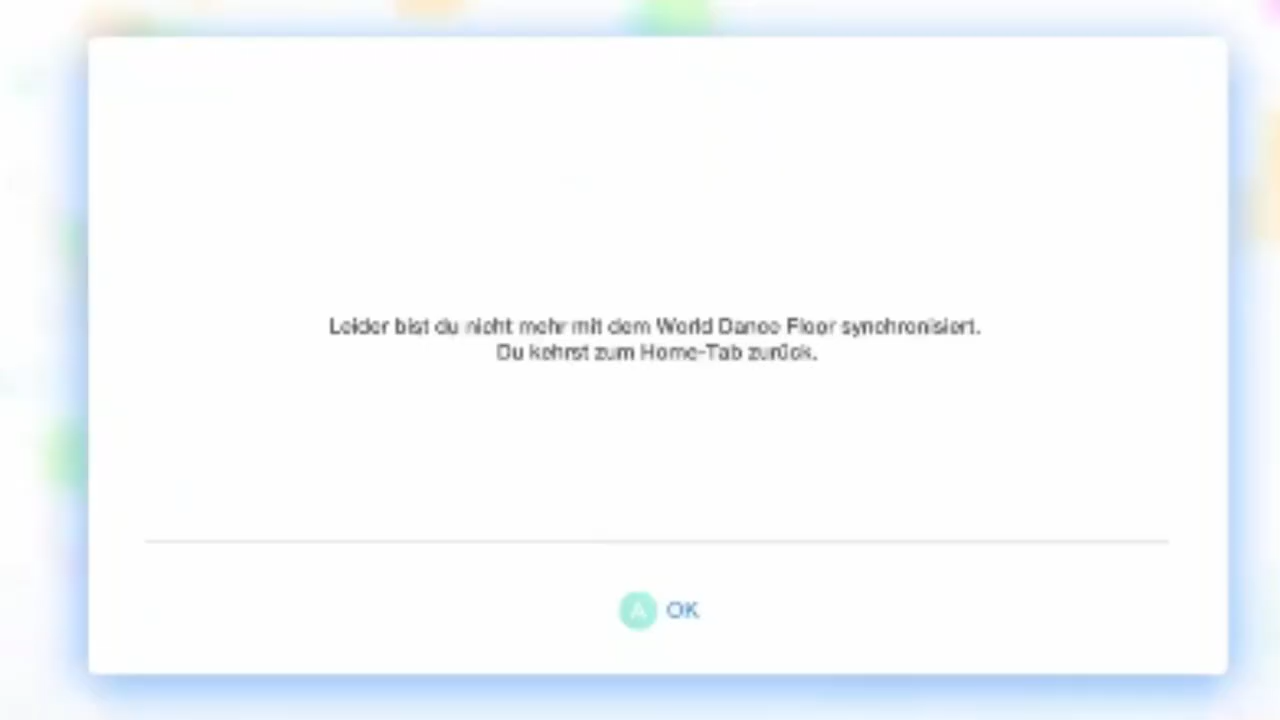 Leider bist du nicht mehr mit dem World Dance Floor synchronisiert.
Du kehrst zum Home-Tab zurück.
A OK